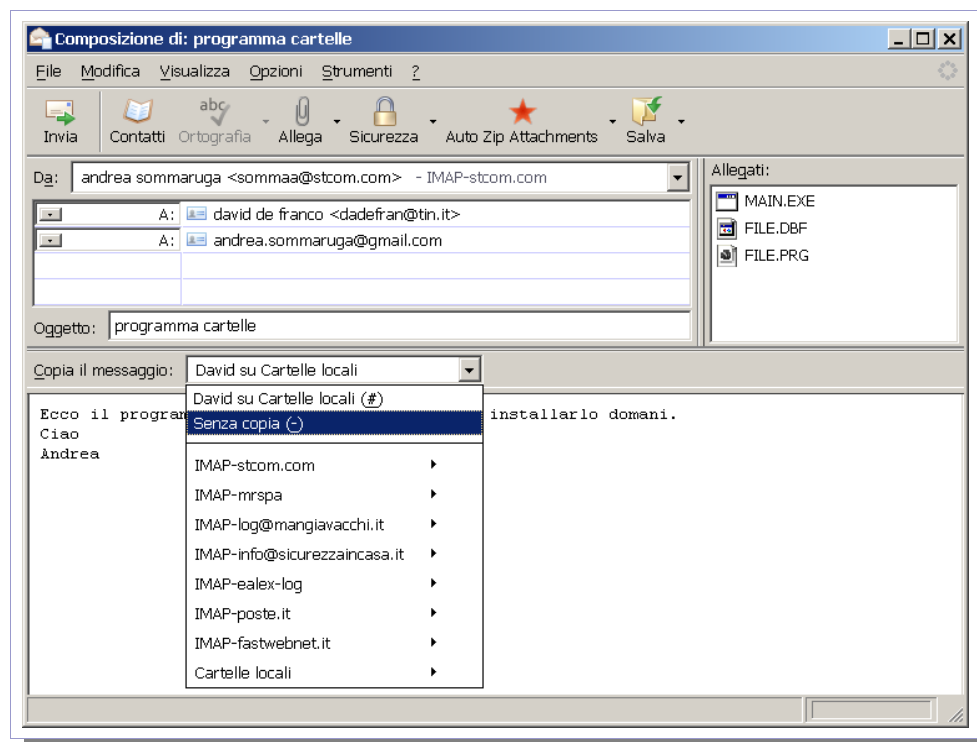 Composizione di: programma cartelle
File Modifica Visualizza Opzioni Strumenti ?
Invia Contatti Ortografia Allega Sicurezza Auto Zip Attachments Salva
Da: andrea sommaruga <sommaa@stcom.com> - IMAP-stcom.com
Allegati:
A: david de franco <dadefran@tin.it>
MAIN.EXE
A: andrea.sommaruga@gmail.com
FILE.DBF
FILE.PRG
Oggetto: programma cartelle
Copia il messaggio: David su Cartelle locali
David su Cartelle locali (#)
Ecco il installarlo domani.
Senza copia (-)
Ciao
Andrea
IMAP-stcom.com
IMAP-mrspa
IMAP-log@mangiavacchi.it
IMAP-info@sicurezzaincasa.it
IMAP-ealex-log
IMAP-poste.it
IMAP-fastwebnet.it
Cartelle locali